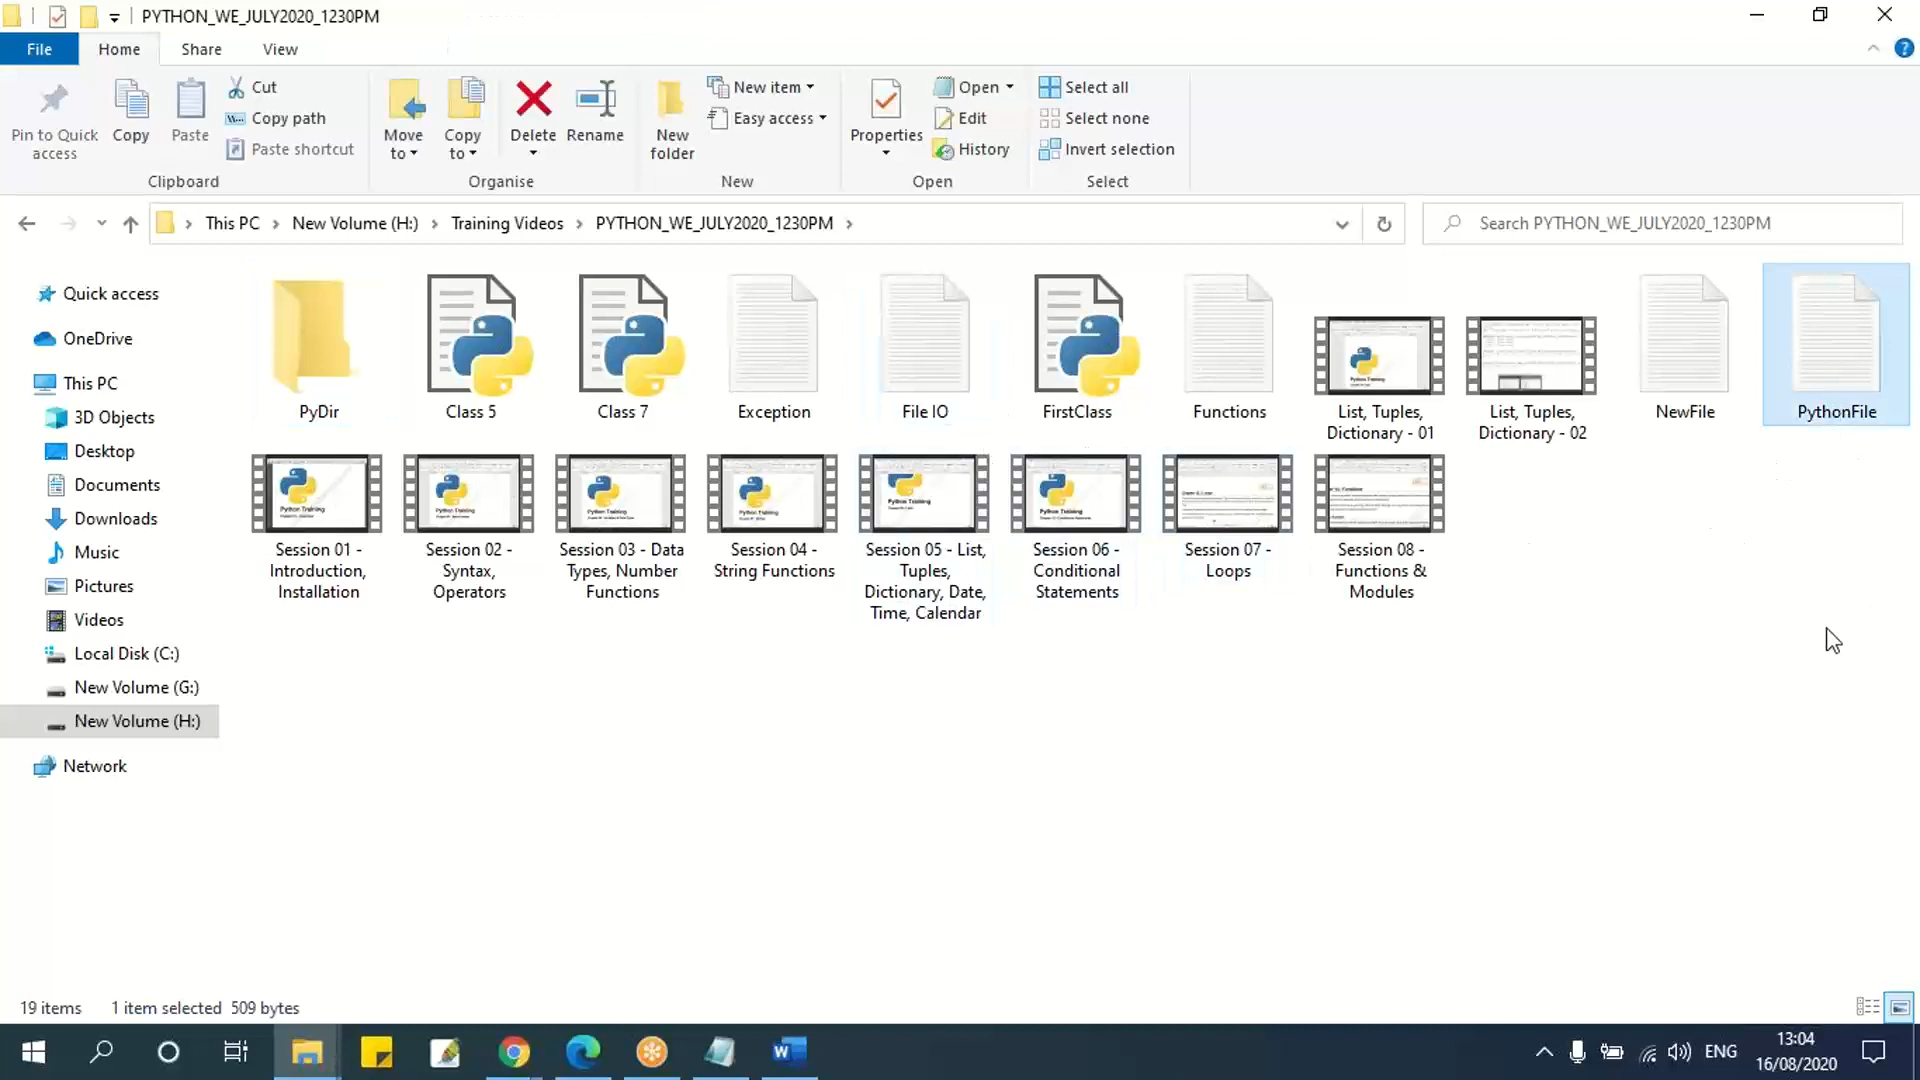 PYTHON_WE_JULY2020_1230PM
File
Home
Share
View
Pin to Quick access
Copy
Paste
Cut
Copy path
Paste shortcut
Clipboard
Move to
Copy to
Delete
Rename
Organise
New folder
New item
Easy access
New
Properties
Open
Edit
History
Open
Select all
Select none
Invert selection
Select
This PC
New Volume (H:)
Training Videos
PYTHON_WE_JULY2020_1230PM
Search PYTHON_WE_JULY2020_1230PM
Quick access
OneDrive
This PC
3D Objects
Desktop
Documents
Downloads
Music
Pictures
Videos
Local Disk (C:)
New Volume (G:)
New Volume (H:)
Network
PyDir
Class 5
Class 7
Exception
File IO
FirstClass
Functions
List, Tuples,
Dictionary - 01
List, Tuples,
Dictionary - 02
NewFile
PythonFile
Python Training
Session 01 -
Introduction,
Installation
Session 02 -
Syntax,
Operators
Session 03 - Data
Types, Number
Functions
Session 04 -
String Functions
Session 05 - List,
Tuples,
Dictionary, Date,
Time, Calendar
Session 06 -
Conditional
Statements
Session 07 -
Loops
Session 08 -
Functions &
Modules
19 items
1 item selected 509 bytes
ENG
13:04
16/08/2020